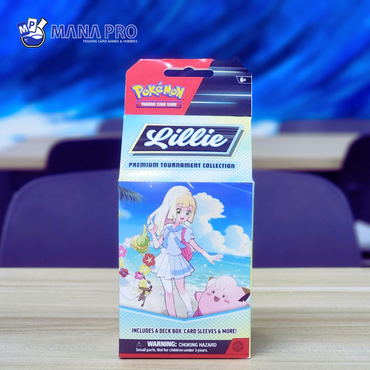 MPK MANA PRO
TRADING CARD GAMES & HOBBIES
6+
POKéMON
TRADING CARD GAME
Lillie
PREMIUM TOURNAMENT COLLECTION
INCLUDES A DECK BOX, CARD SLEEVES & MORE!
WARNING: CHOKING HAZARD
Small parts. Not for children under 3 years.